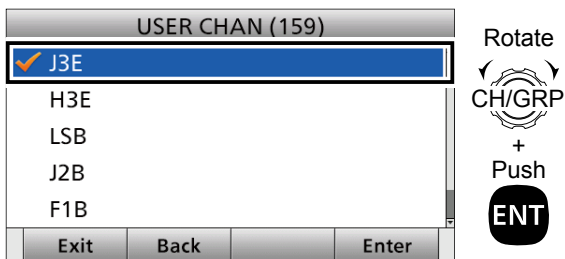 USER CHAN (159)
J3E
H3E
LSB
J2B
F1B
Exit Back Enter
Rotate
CH/GRP
+
Push
ENT